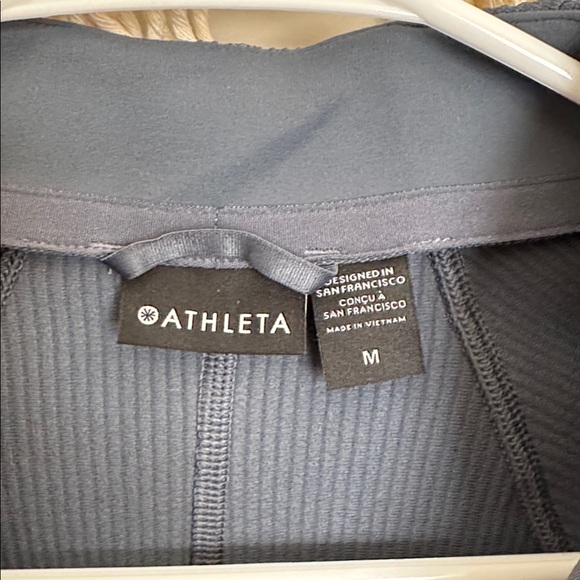 ATHLETA
DESIGNED IN
SAN FRANCISCO
CONÇU À
SAN FRANCISCO
MADE IN VIETNAM
M